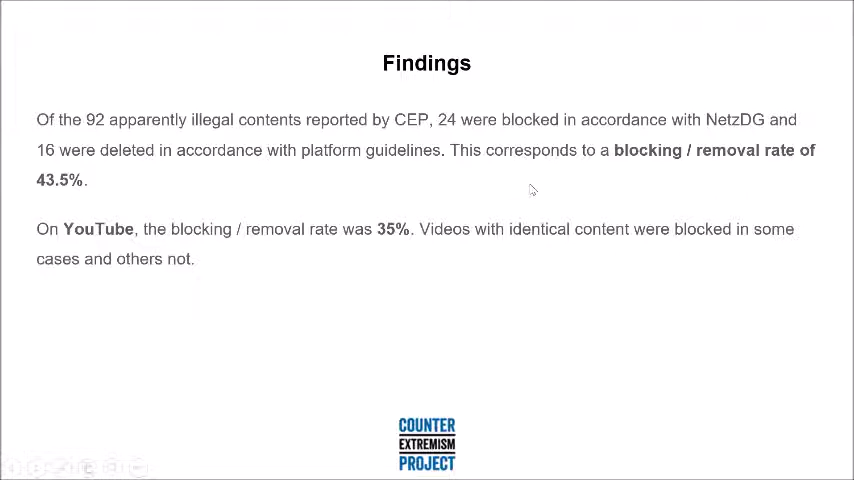 Findings
Of the 92 apparently illegal contents reported by CEP, 24 were blocked in accordance with NetzDG and
16 were deleted in accordance with platform guidelines. This corresponds to a blocking / removal rate of
43.5%.
On YouTube, the blocking / removal rate was 35%. Videos with identical content were blocked in some
cases and others not.
COUNTER
EXTREMISM
PROJECT